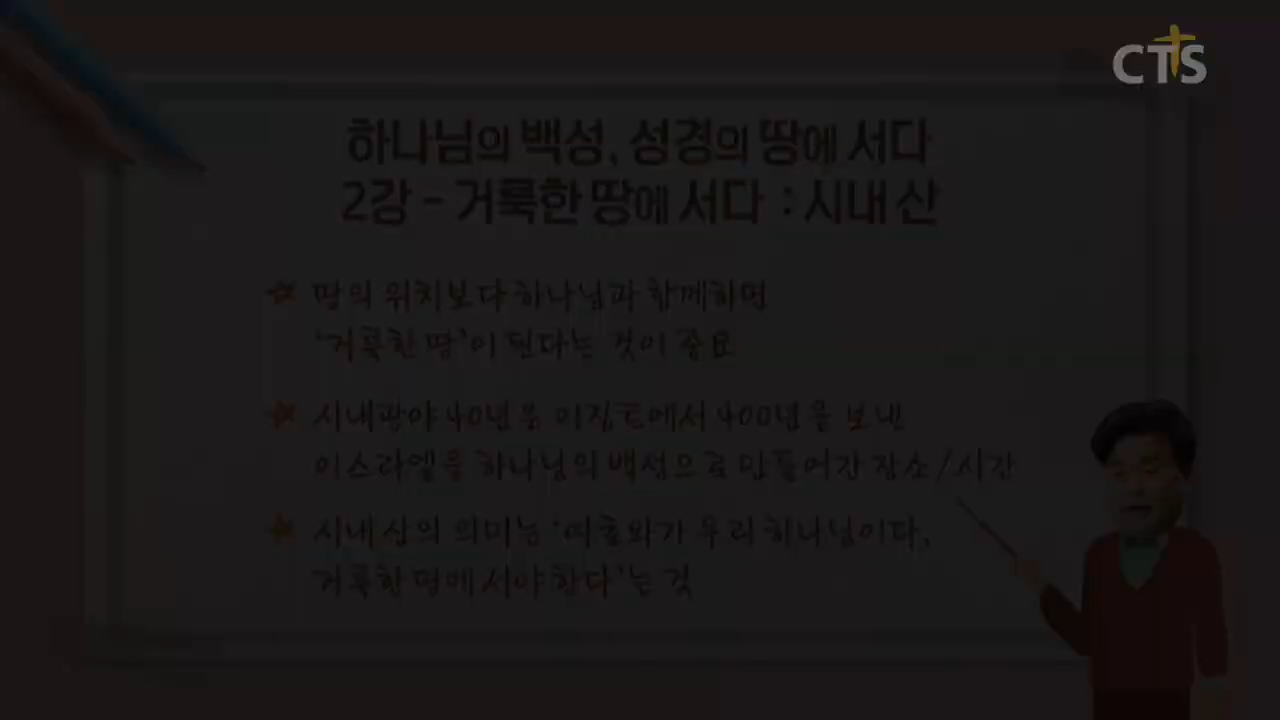 CTS
하나님의 백성, 성경의 땅에 서다
2강 - 거룩한 땅에 서다 : 시내 산
땅의 위치보다 하나님과 함께하면
'거룩한 땅'이 된다는 것이 중요
시내광야 40년은 이집트에서 400년을 보낸
이스라엘을 하나님의 백성으로 만들어간 장소/시간
시내 산의 의미는 '여호와가 우리 하나님이다,
거룩한 땅에 서야 한다'는 것